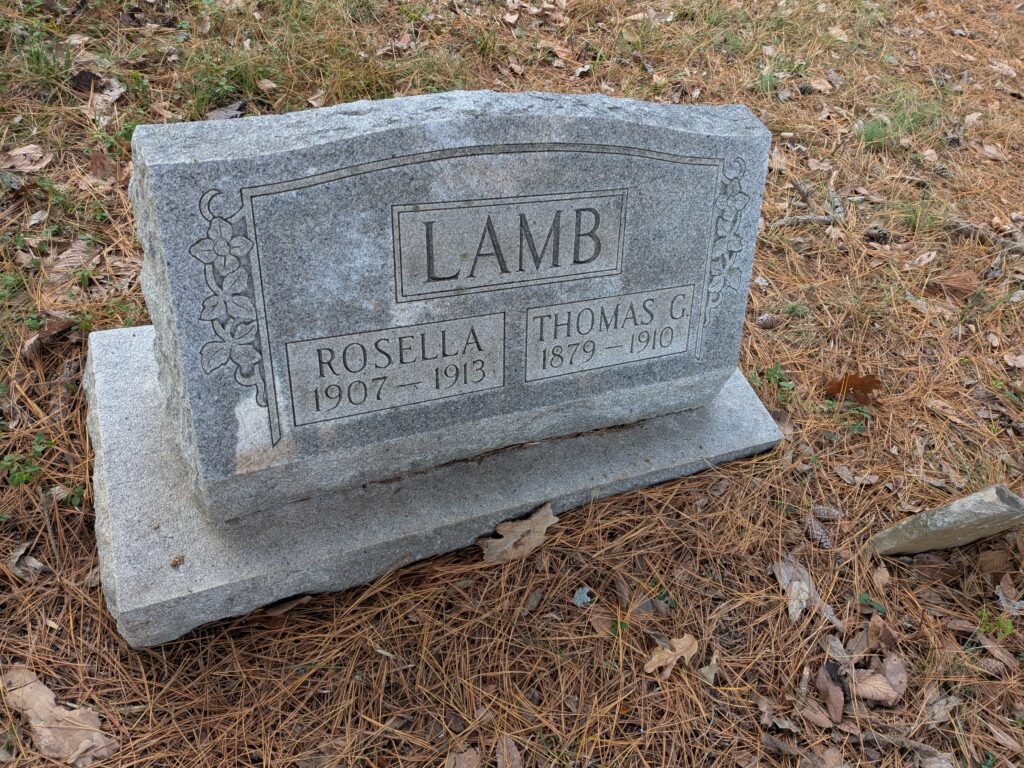 LAMB
ROSELLA
1907 — 1913
THOMAS G.
1879 — 1910